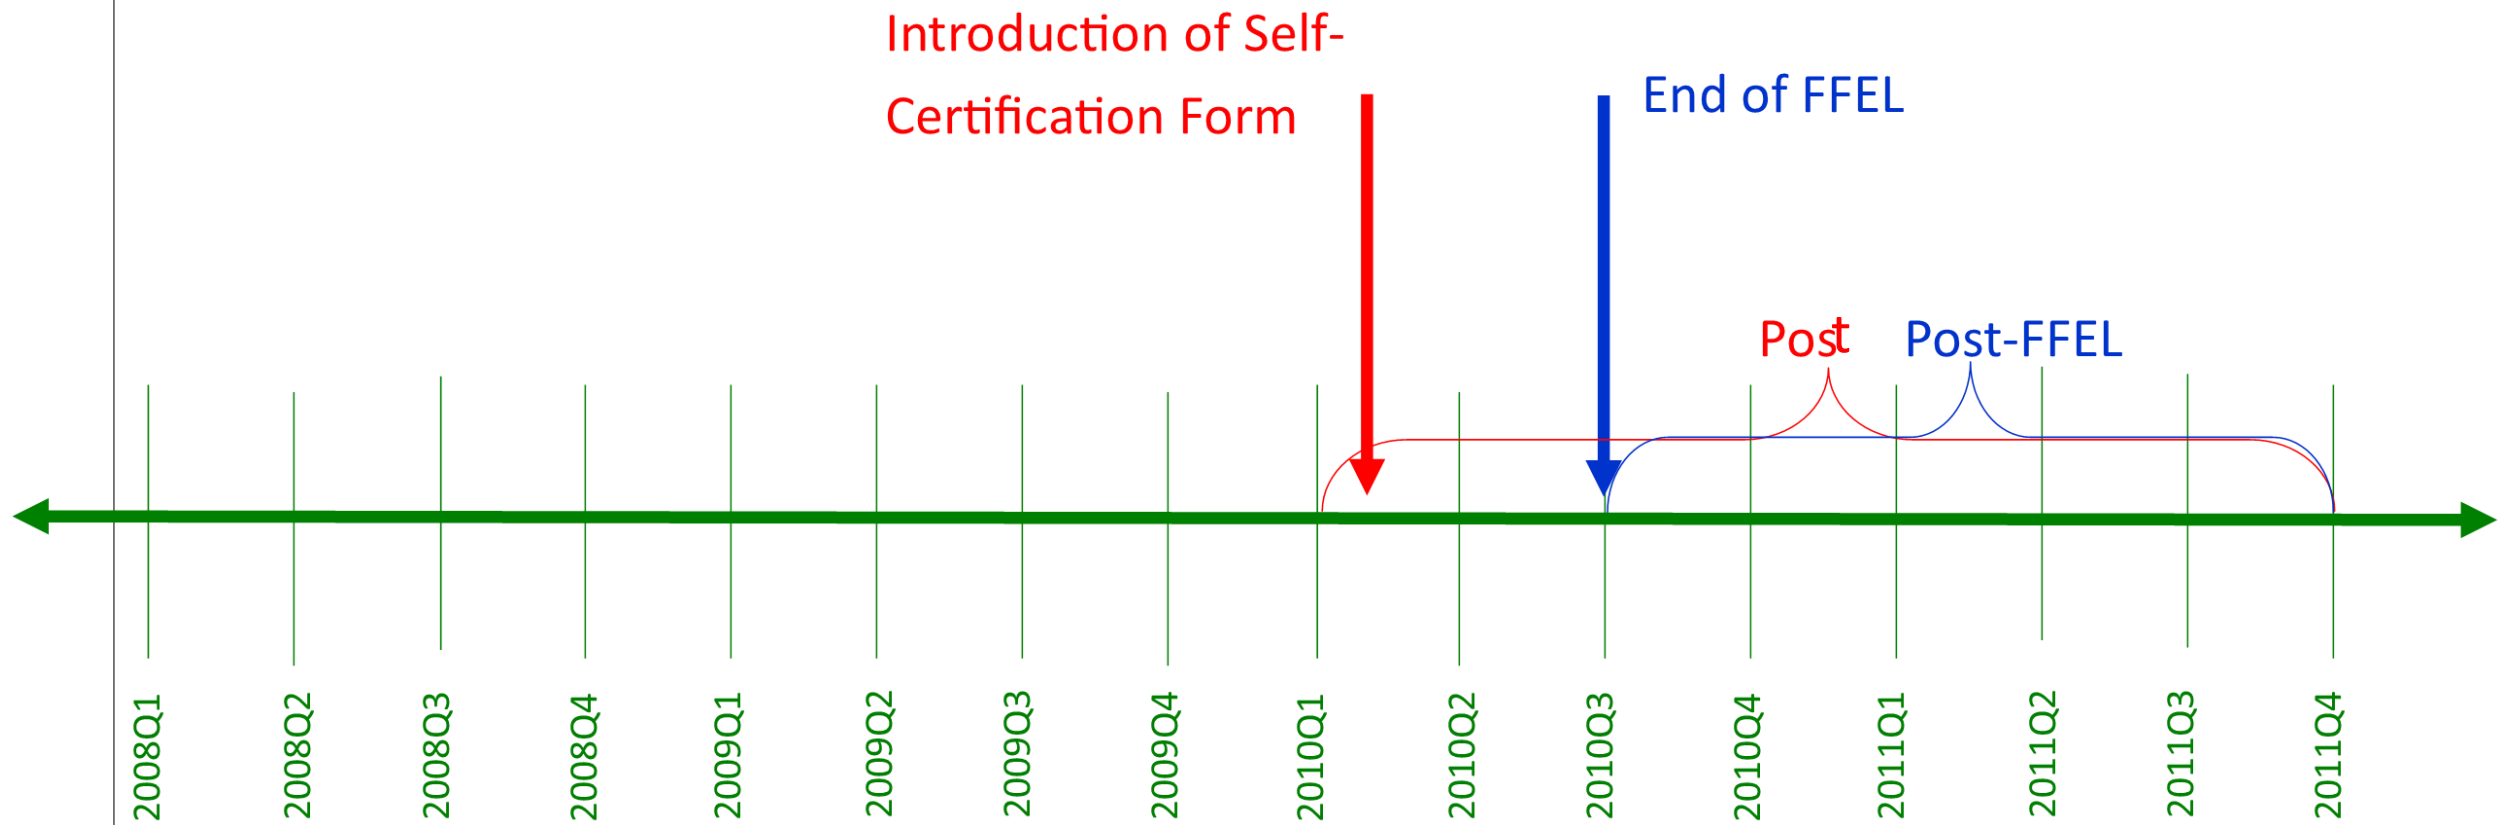 Introduction of Self-
Certification Form
End of FFEL
Post
Post-FFEL
2008Q1
2008Q2
2008Q3
2008Q4
2009Q1
2009Q2
2009Q3
2009Q4
2010Q1
2010Q2
2010Q3
2010Q4
2011Q1
2011Q2
2011Q3
2011Q4